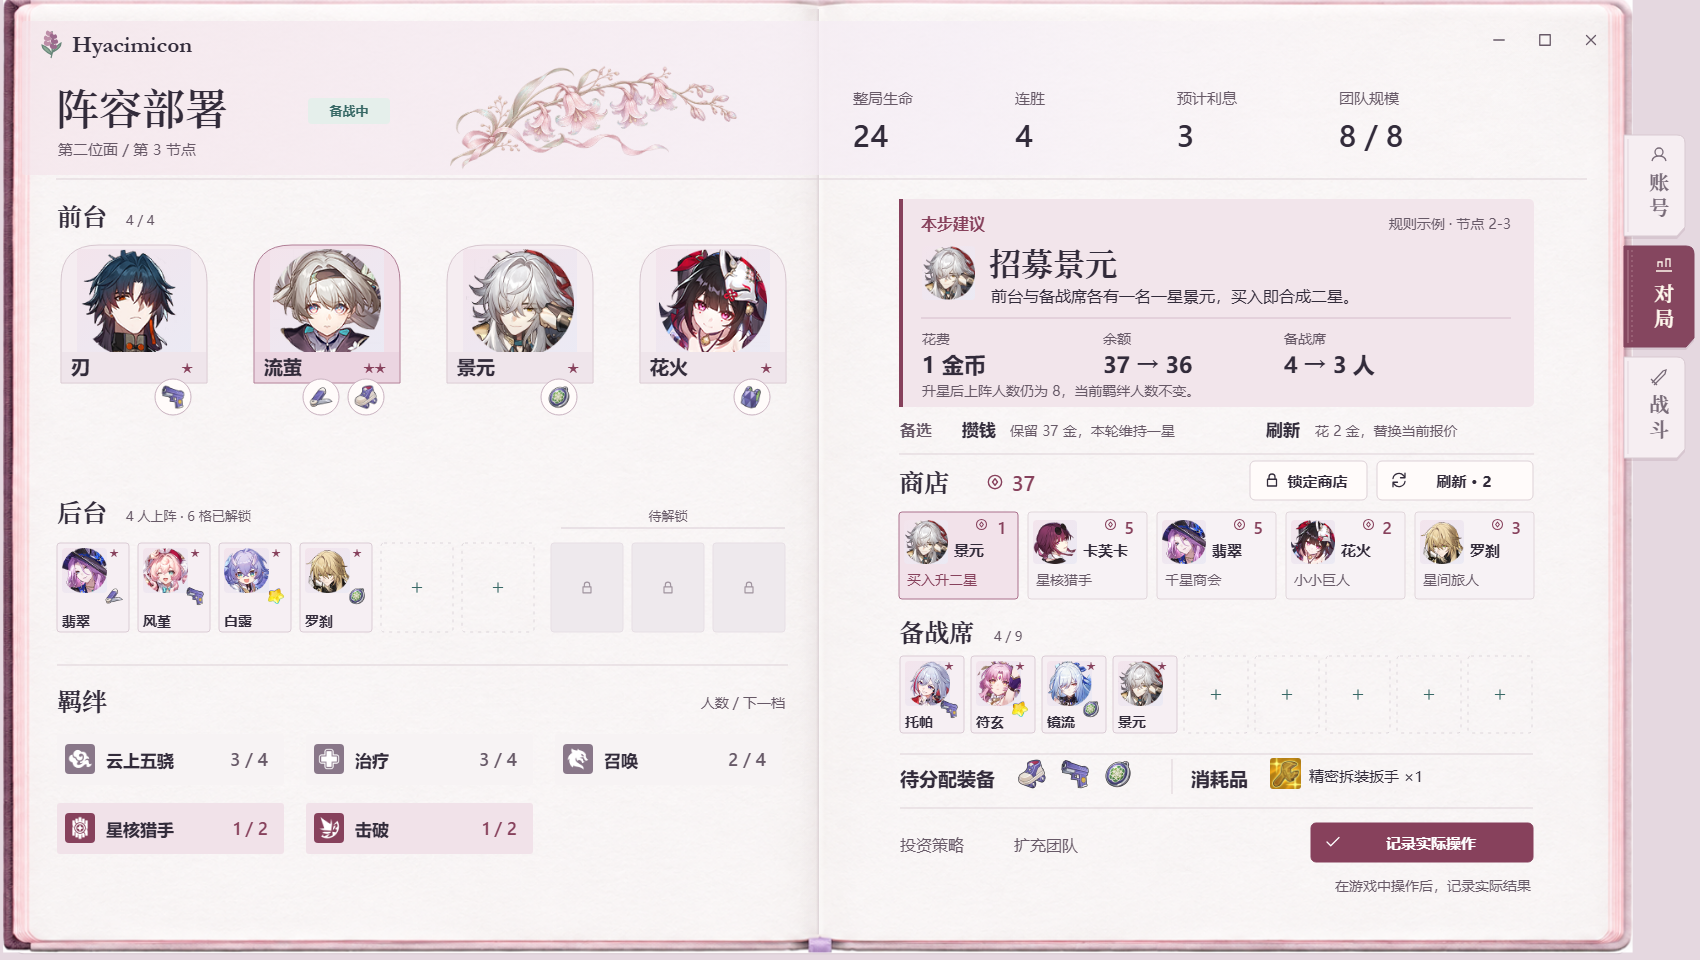 Hyacimicon
阵容部署
备战中
第二位面 / 第 3 节点
整局生命
连胜
预计利息
团队规模
24
4
3
8 / 8
账号
对局
战斗
前台 4 / 4
刃 ★
流萤 ★★
景元 ★
花火 ★
后台 4 人上阵 · 6 格已解锁
待解锁
翡翠
风堇
白露
罗刹
羁绊
人数 / 下一档
云上五骁 3 / 4
治疗 3 / 4
召唤 2 / 4
星核猎手 1 / 2
击破 1 / 2
本步建议
规则示例 · 节点 2-3
招募景元
前台与备战席各有一名一星景元，买入即合成二星。
花费
余额
备战席
1 金币
37 → 36
4 → 3 人
升星后上阵人数仍为 8，当前羁绊人数不变。
备选 攒钱 保留 37 金，本轮维持一星
刷新 花 2 金，替换当前报价
商店 37
锁定商店
刷新 • 2
1
景元
买入升二星
5
卡芙卡
星核猎手
5
翡翠
千星商会
2
花火
小小巨人
3
罗刹
星间旅人
备战席 4 / 9
托帕
符玄
镜流
景元
待分配装备
消耗品
精密拆装扳手 ×1
投资策略
扩充团队
记录实际操作
在游戏中操作后，记录实际结果